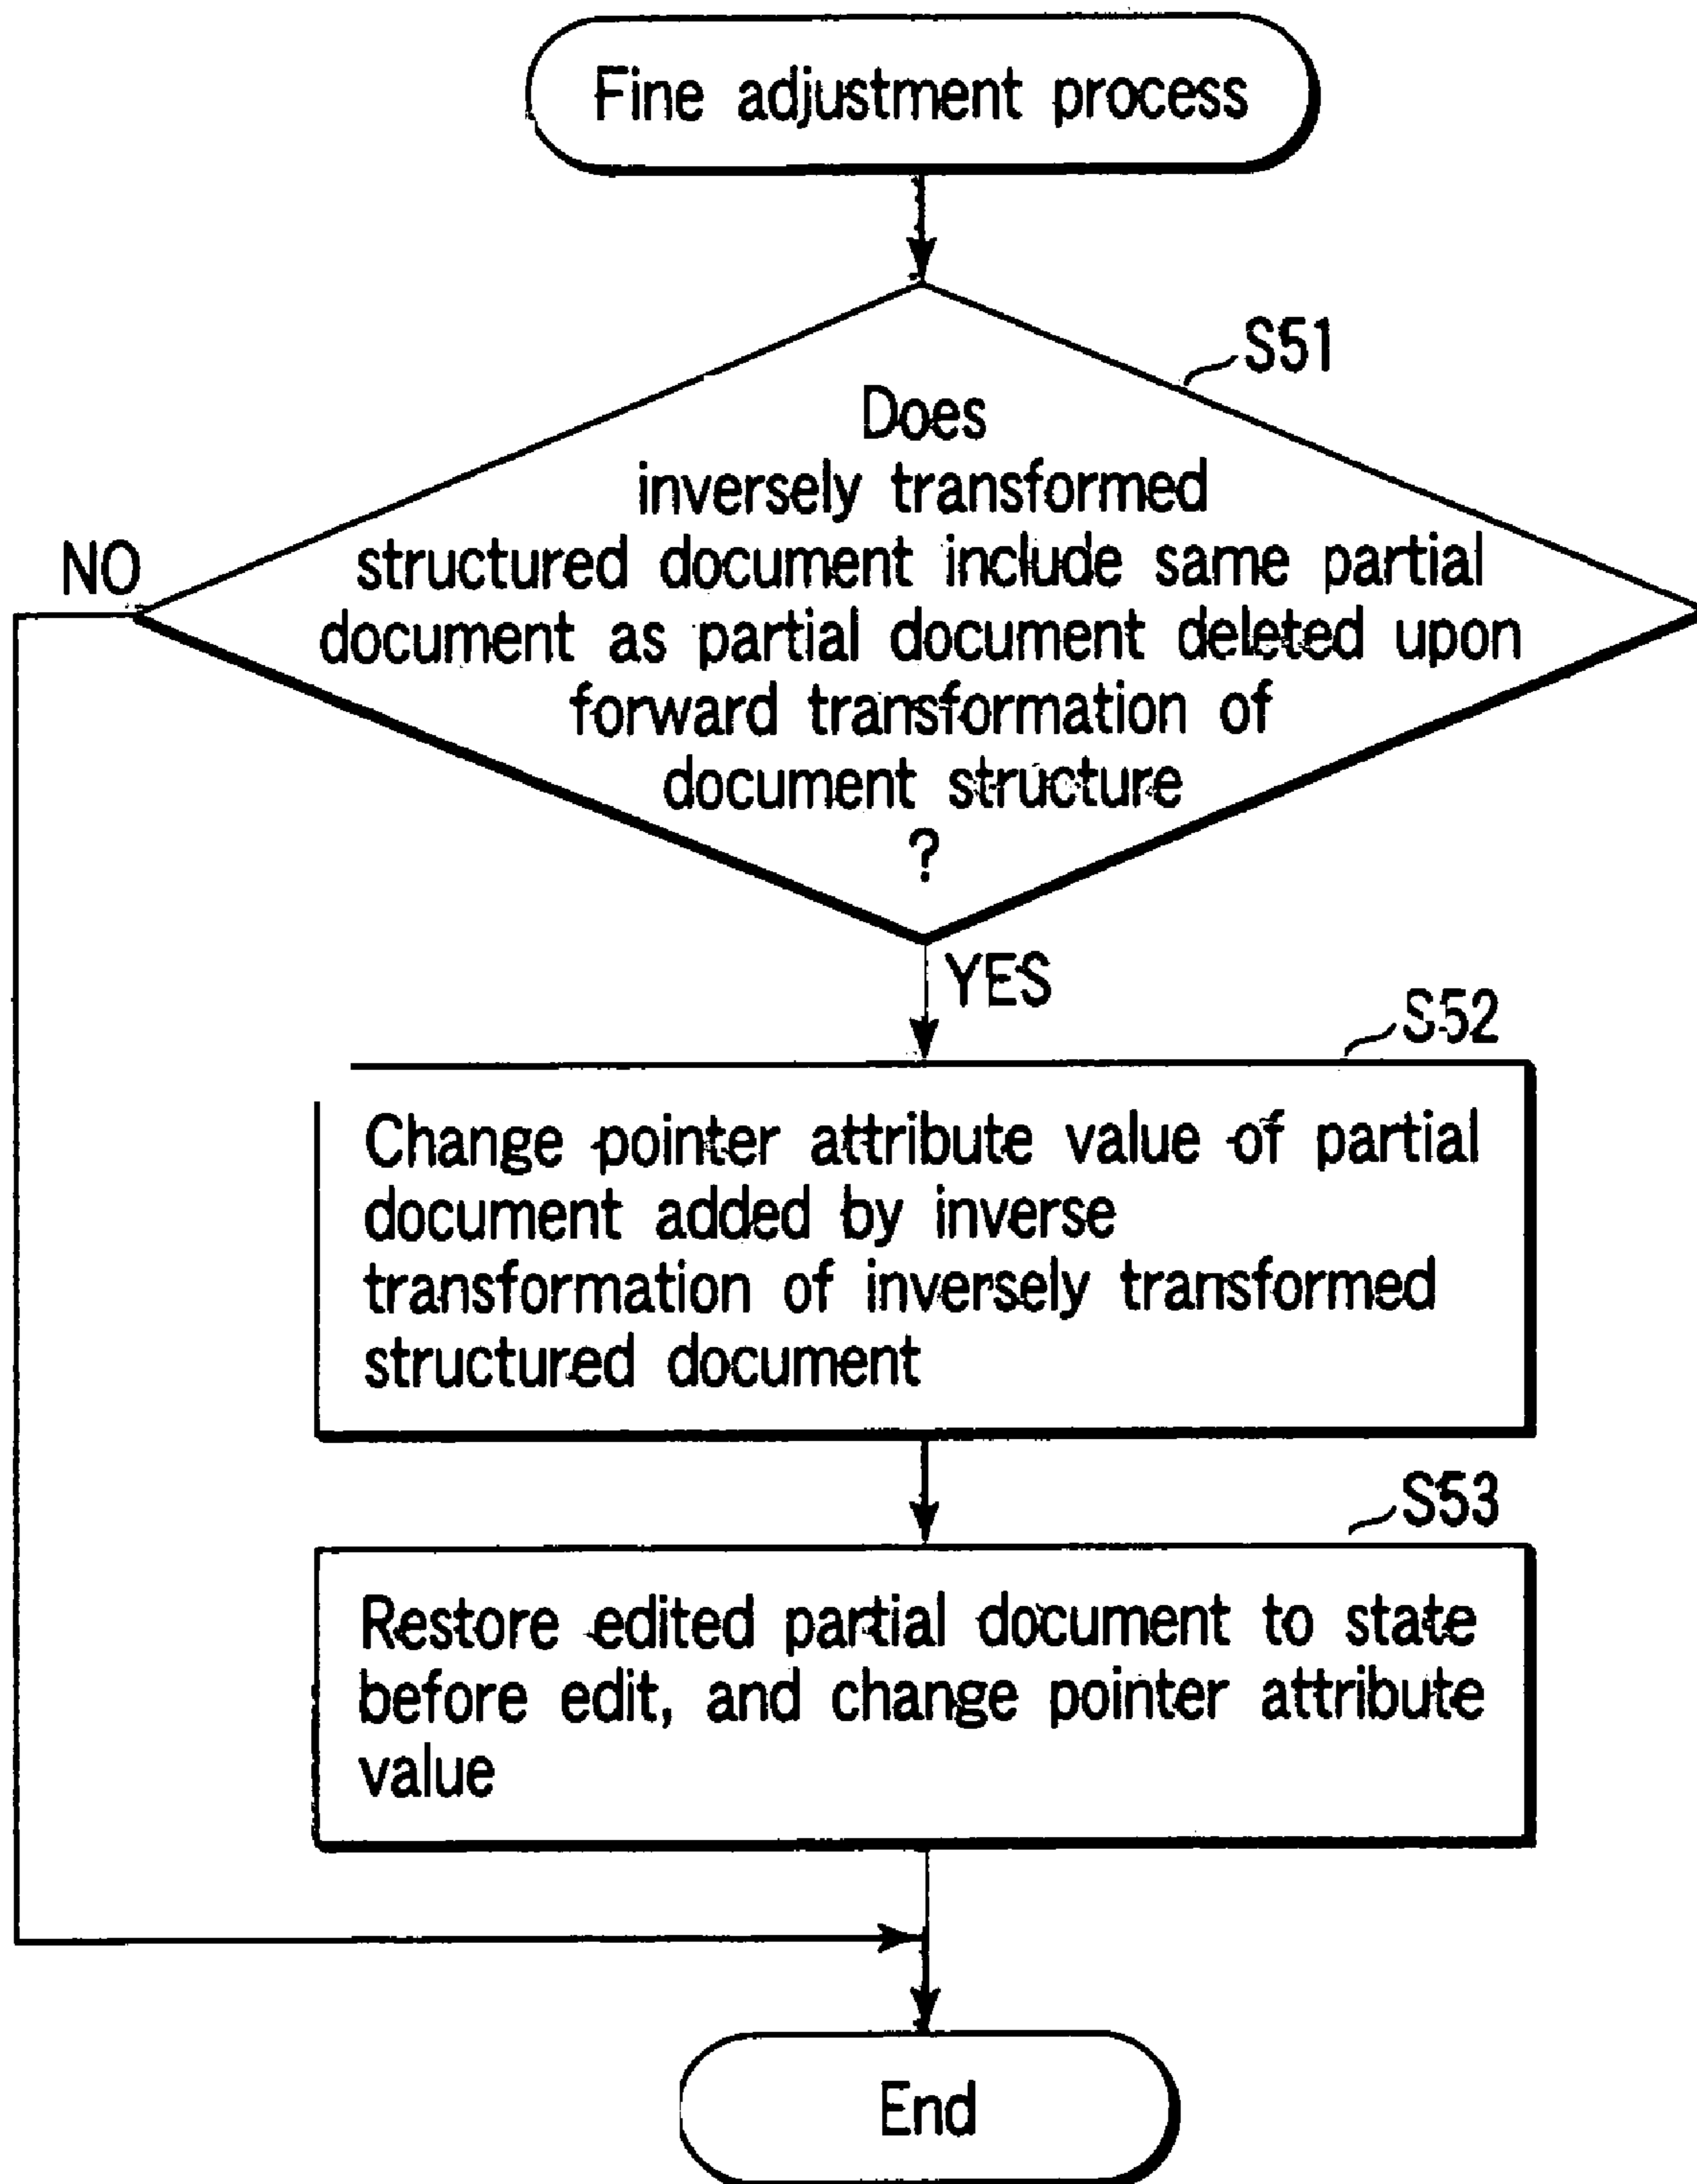 Fine adjustment process
S51
Does
inversely transformed
structured document include same partial
document as partial document deleted upon
forward transformation of
document structure
?
NO
YES
S52
Change pointer attribute value of partial
document added by inverse
transformation of inversely transformed
structured document
S53
Restore edited partial document to state
before edit, and change pointer attribute
value
End